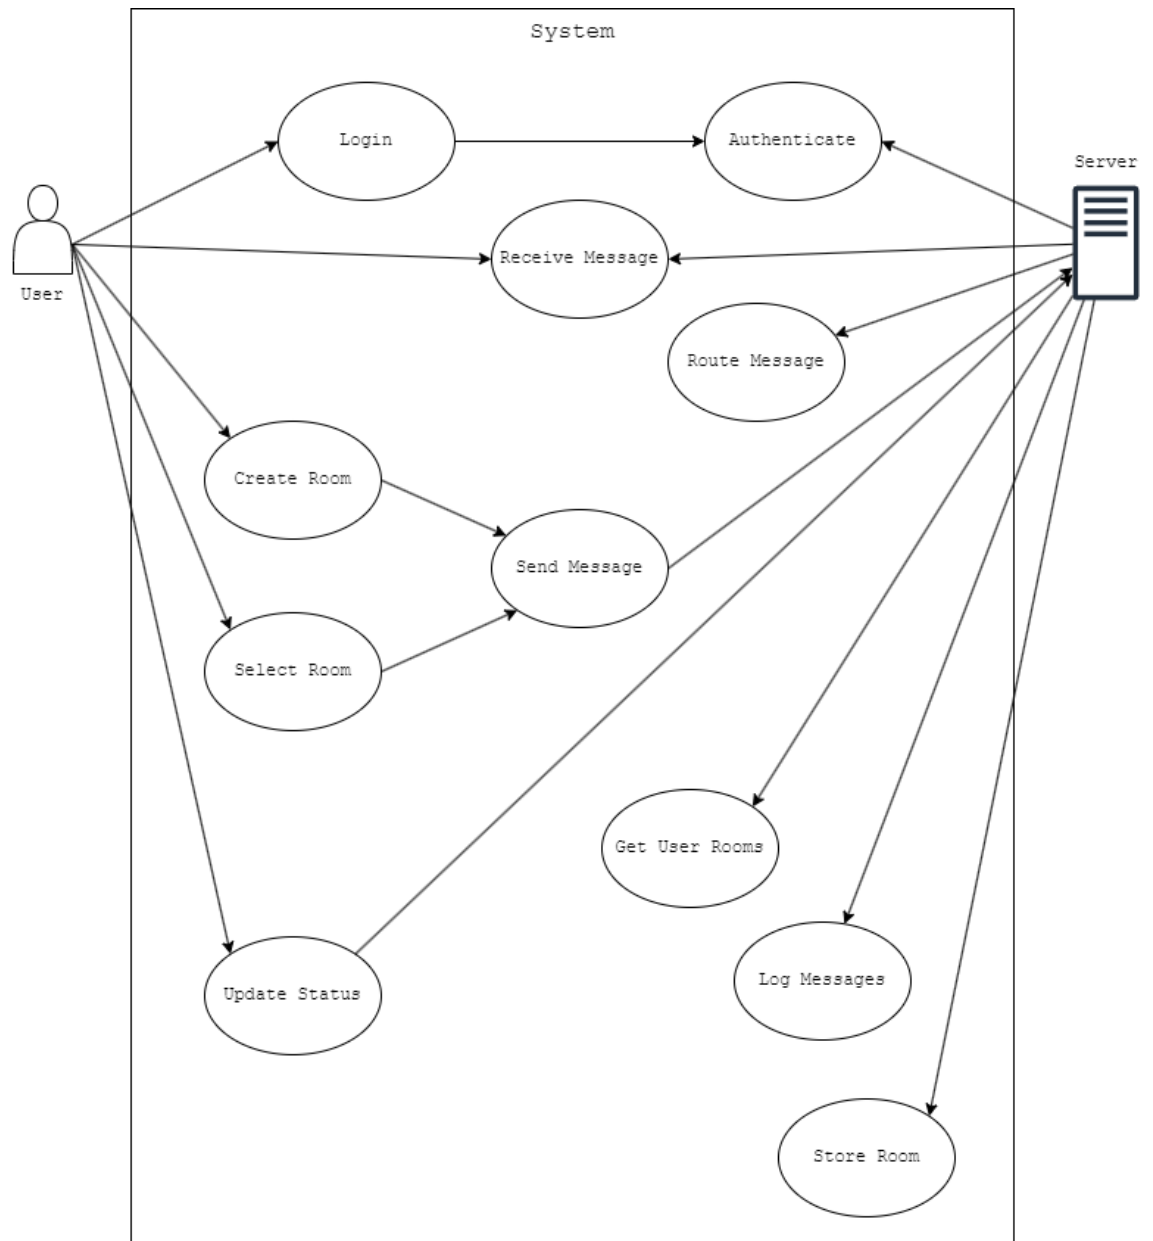 System
Login
Authenticate
Server
Receive Message
User
Route Message
Create Room
Send Message
Select Room
Get User Rooms
Log Messages
Update Status
Store Room